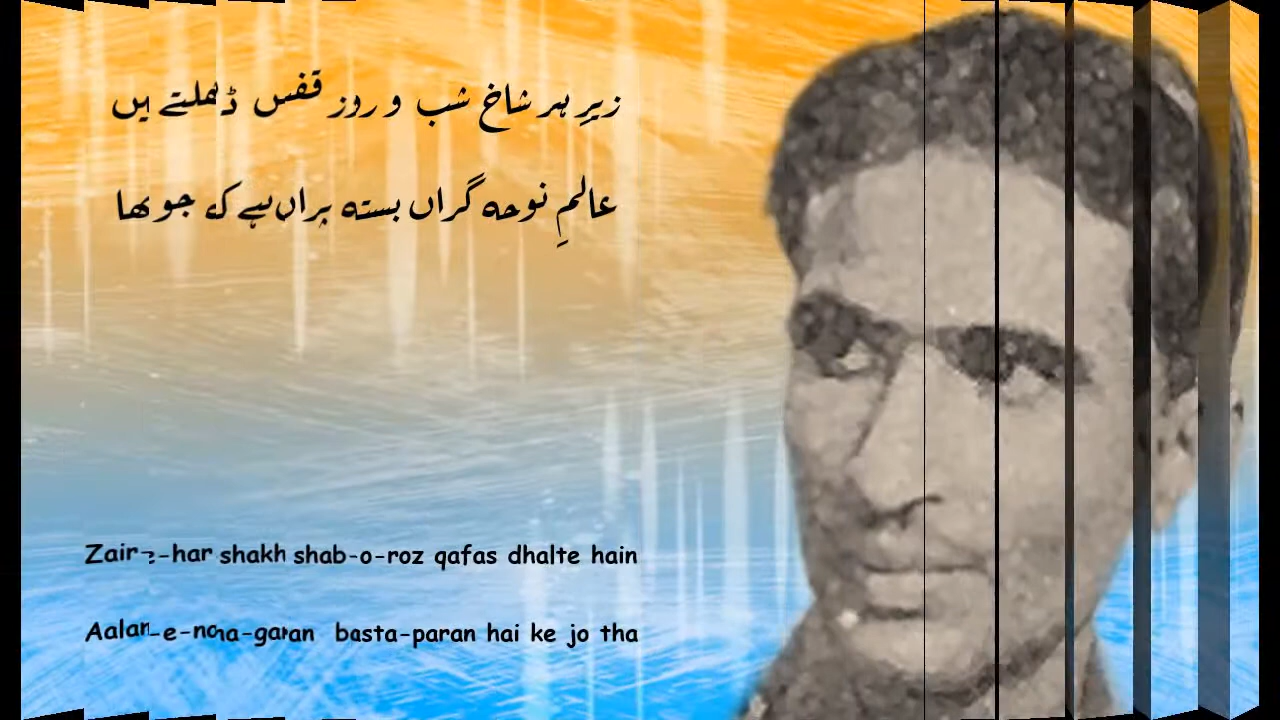 زیرِ ہر شاخ شب و روز قفس ڈھلتے ہیں
عالمِ نوحہ گراں بستہ پراں ہے کہ جو تھا
Zair-e-har shakh shab-o-roz qafas dhalte hain
Aalam-e-noha-garan basta-paran hai ke jo tha